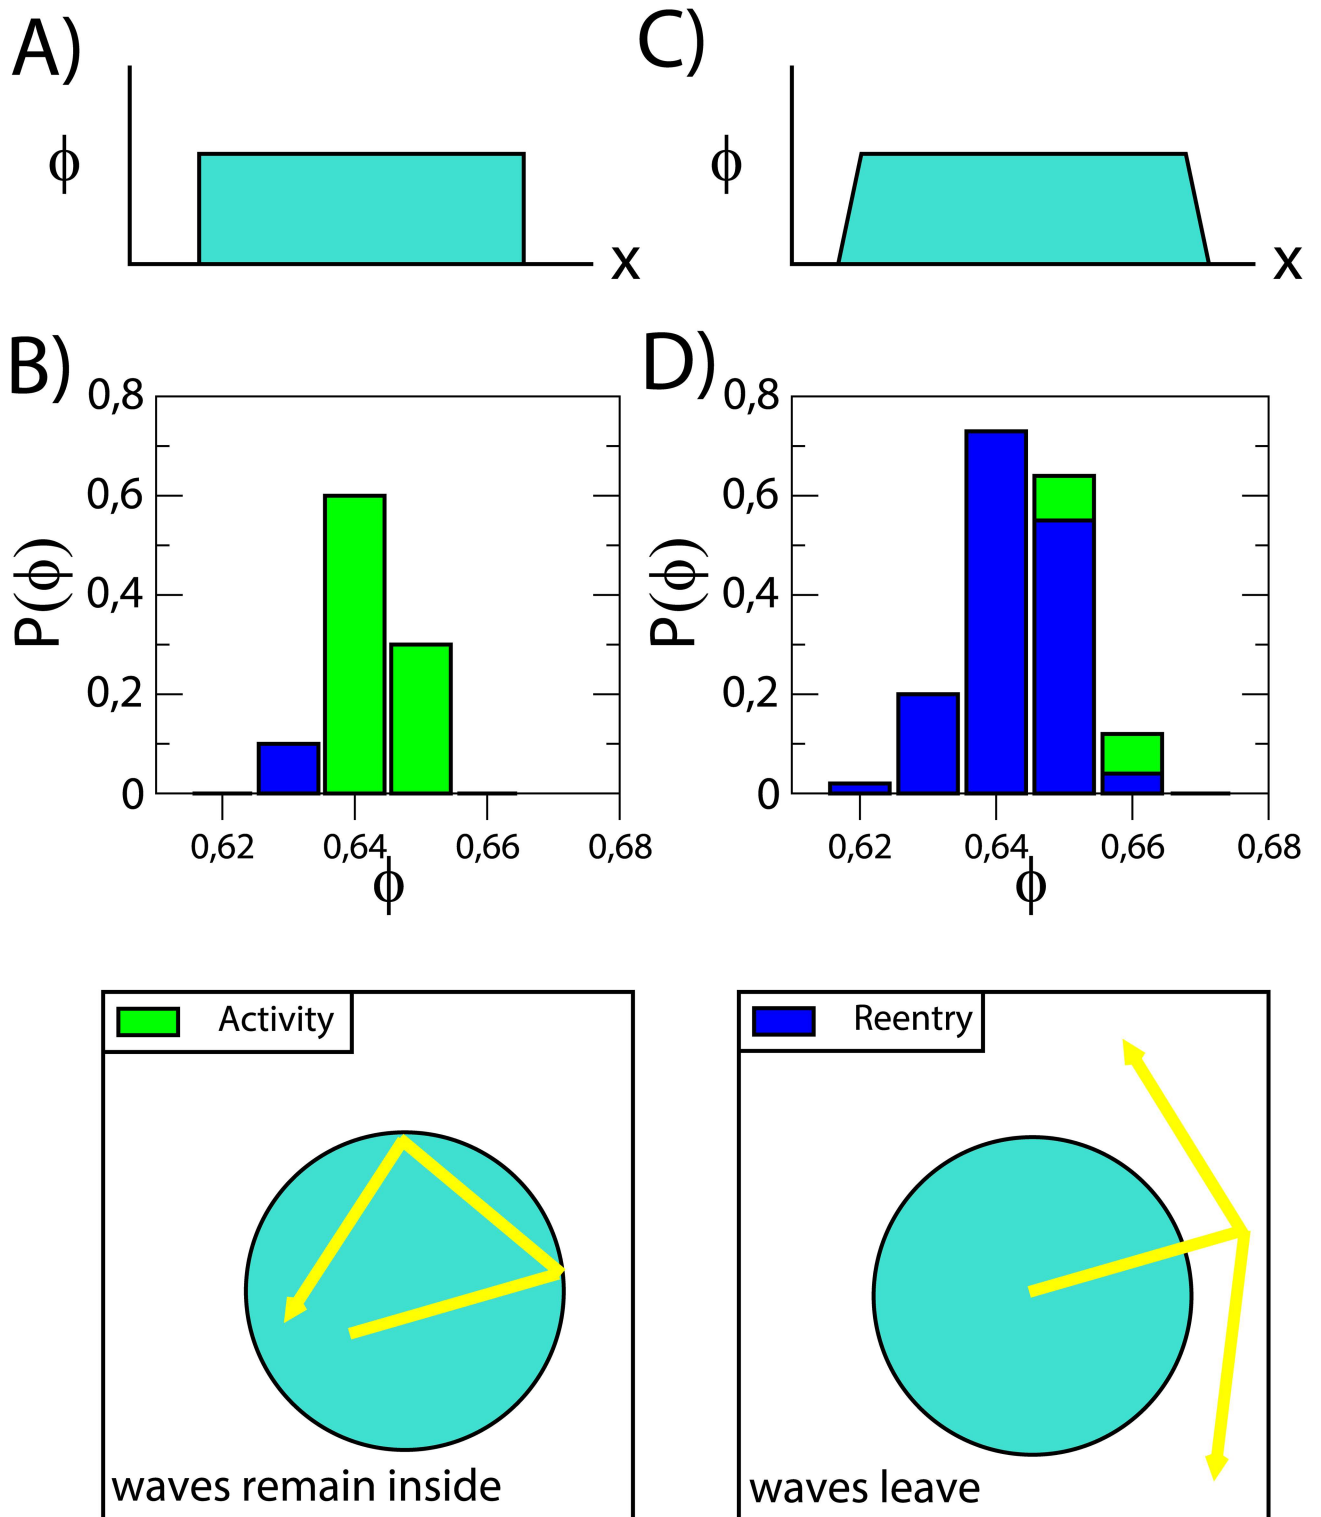 A)
ϕ
x
C)
ϕ
x
B)
0,8
0,6
0,4
0,2
0
P(ϕ)
0,62
0,64
0,66
0,68
ϕ
D)
0,8
0,6
0,4
0,2
0
P(ϕ)
0,62
0,64
0,66
0,68
ϕ
Activity
waves remain inside
Reentry
waves leave